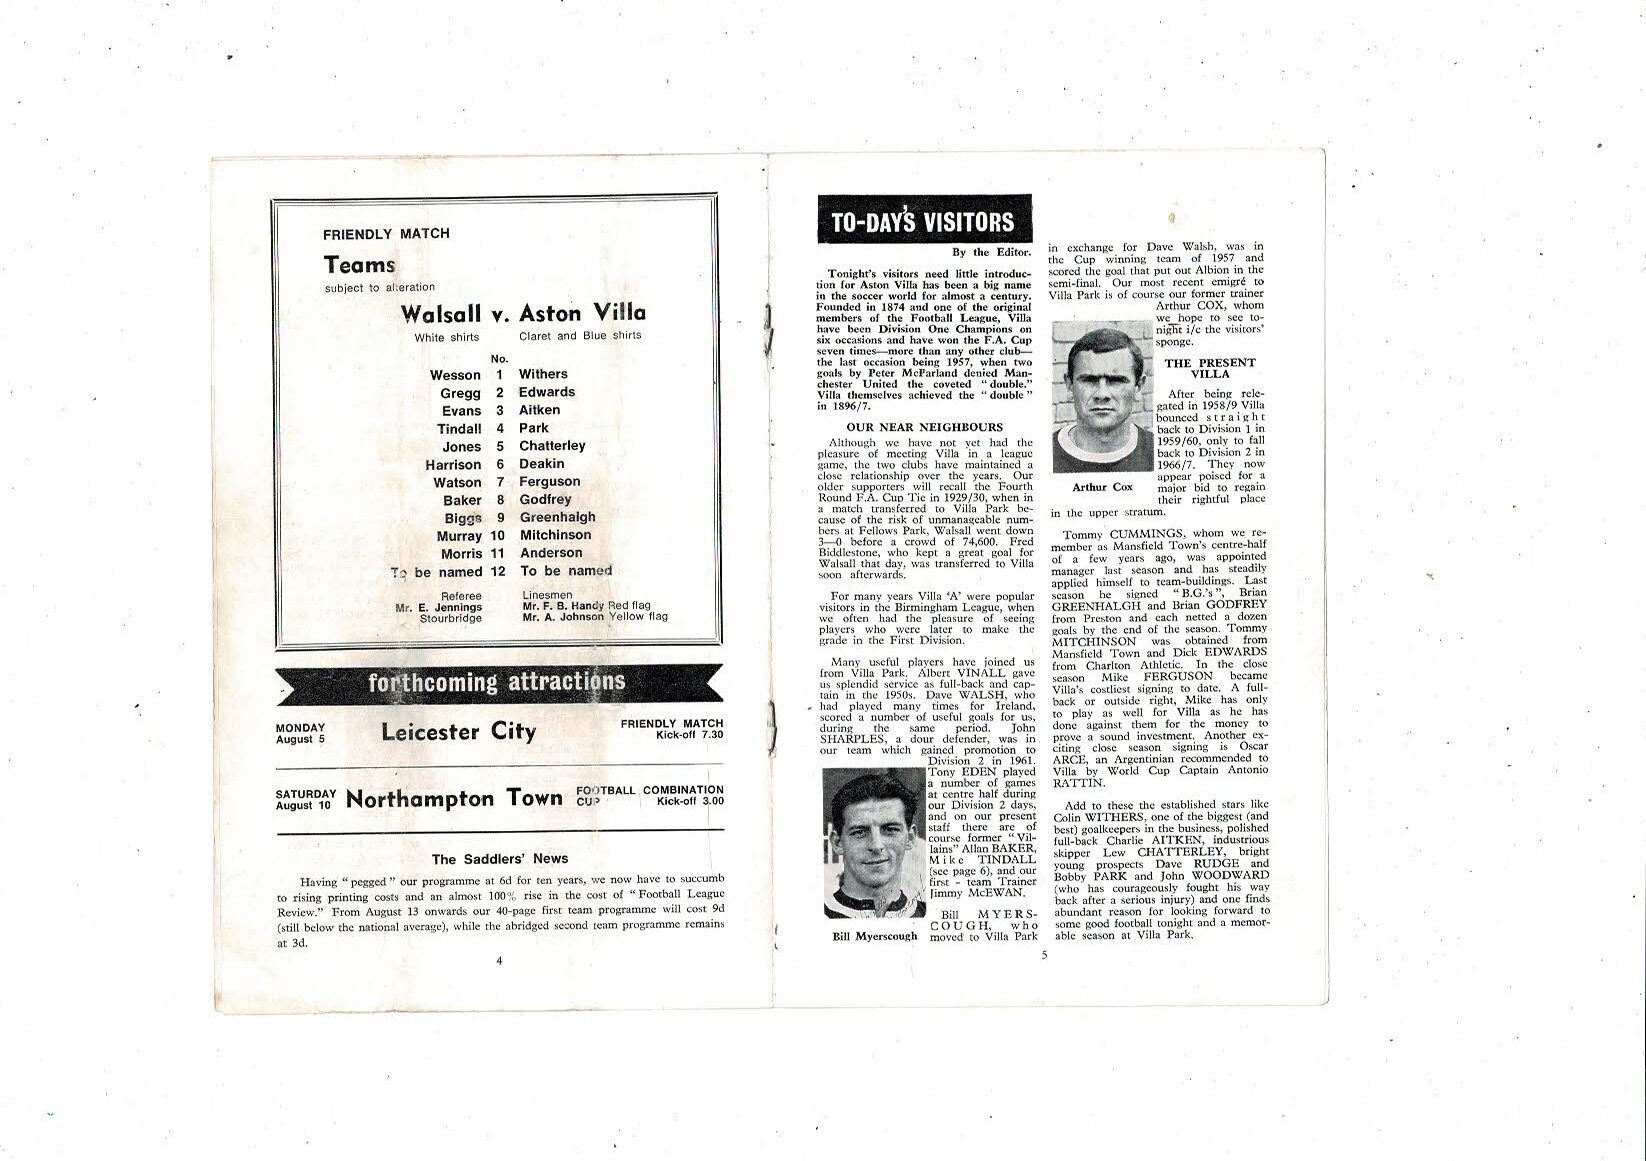 FRIENDLY MATCH
Teams
subject to alteration
Walsall v. Aston Villa
White shirts Claret and Blue shirts
No.
Wesson 1 Withers
Gregg 2 Edwards
Evans 3 Aitken
Tindall 4 Park
Jones 5 Chatterley
Harrison 6 Deakin
Watson 7 Ferguson
Baker 8 Godfrey
Biggs 9 Greenhalgh
Murray 10 Mitchinson
Morris 11 Anderson
To be named 12 To be named
Referee Linesmen
Mr. E. Jennings Mr. F. B. Handy Red flag
Stourbridge Mr. A. Johnson Yellow flag
forthcoming attractions
MONDAY
August 5
Leicester City
FRIENDLY MATCH
Kick-off 7.30
SATURDAY
August 10
Northampton Town
FOOTBALL COMBINATION
CUP Kick-off 3.00
The Saddlers' News
Having "pegged" our programme at 6d for ten years, we now have to succumb
to rising printing costs and an almost 100% rise in the cost of "Football League
Review." From August 13 onwards our 40-page first team programme will cost 9d
(still below the national average), while the abridged second team programme remains
at 3d.
4
TO-DAY'S VISITORS
By the Editor.
Tonight's visitors need little introduc-
tion for Aston Villa has been a big name
in the soccer world for almost a century.
Founded in 1874 and one of the original
members of the Football League, Villa
have been Division One Champions on
six occasions and have won the F.A. Cup
seven times—more than any other club—
the last occasion being 1957, when two
goals by Peter McParland denied Man-
chester United the coveted "double."
Villa themselves achieved the "double"
in 1896/7.
OUR NEAR NEIGHBOURS
Although we have not yet had the
pleasure of meeting Villa in a league
game, the two clubs have maintained a
close relationship over the years. Our
older supporters will recall the Fourth
Round F.A. Cup Tie in 1929/30, when in
a match transferred to Villa Park be-
cause of the risk of unmanageable num-
bers at Fellows Park, Walsall went down
3—0 before a crowd of 74,600. Fred
Biddlestone, who kept a great goal for
Walsall that day, was transferred to Villa
soon afterwards.
For many years Villa 'A' were popular
visitors in the Birmingham League, when
we often had the pleasure of seeing
players who were later to make the
grade in the First Division.
Many useful players have joined us
from Villa Park. Albert VINALL gave
us splendid service as full-back and cap-
tain in the 1950s. Dave WALSH, who
had played many times for Ireland,
scored a number of useful goals for us,
during the same period. John
SHARPLES, a dour defender, was in
our team which gained promotion to
Division 2 in 1961.
Tony EDEN played
a number of games
at centre half during
our Division 2 days,
and on our present
staff there are of
course former "Vil-
lains" Allan BAKER,
Mike TINDALL
(see page 6), and our
first - team Trainer
Jimmy McEWAN.
Bill MYERS-
COUGH, who
moved to Villa Park
Bill Myerscough
in exchange for Dave Walsh, was in
the Cup winning team of 1957 and
scored the goal that put out Albion in the
semi-final. Our most recent emigré to
Villa Park is of course our former trainer
Arthur COX, whom
we hope to see to-
night i/c the visitors'
sponge.
THE PRESENT
VILLA
After being rele-
gated in 1958/9 Villa
bounced straight
back to Division 1 in
1959/60, only to fall
back to Division 2 in
1966/7. They now
appear poised for a
major bid to regain
their rightful place
in the upper stratum.
Arthur Cox
Tommy CUMMINGS, whom we re-
member as Mansfield Town's centre-half
of a few years ago, was appointed
manager last season and has steadily
applied himself to team-buildings. Last
season he signed "B.G.'s", Brian
GREENHALGH and Brian GODFREY
from Preston and each netted a dozen
goals by the end of the season. Tommy
MITCHINSON was obtained from
Mansfield Town and Dick EDWARDS
from Charlton Athletic. In the close
season Mike FERGUSON became
Villa's costliest signing to date. A full-
back or outside right, Mike has only
to play as well for Villa as he has
done against them for the money to
prove a sound investment. Another ex-
citing close season signing is Oscar
ARCE, an Argentinian recommended to
Villa by World Cup Captain Antonio
RATTIN.
Add to these the established stars like
Colin WITHERS, one of the biggest (and
best) goalkeepers in the business, polished
full-back Charlie AITKEN, industrious
skipper Lew CHATTERLEY, bright
young prospects Dave RUDGE and
Bobby PARK and John WOODWARD
(who has courageously fought his way
back after a serious injury) and one finds
abundant reason for looking forward to
some good football tonight and a memor-
able season at Villa Park.
5